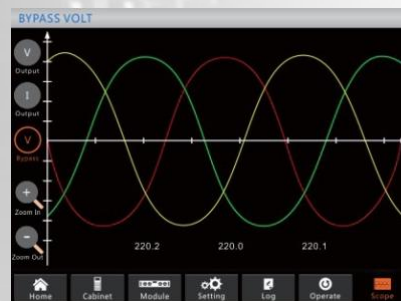 BYPASS VOLT
V
Output
I
Output
V
Bypass
+
Zoom In
-
Zoom Out
220.2 220.0 220.1
Home Cabinet Module Setting Log Operate Scope